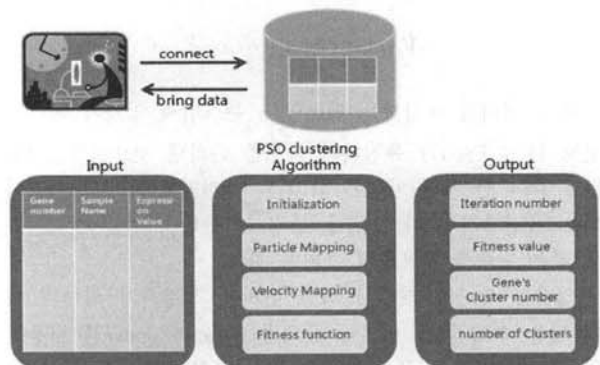 connect
bring data
Input
PSO clustering
Algorithm
Output
Gene
number
Sample
Name
Expressi
on
Value
Initialization
Particle Mapping
Velocity Mapping
Fitness function
Iteration number
Fitness value
Gene's
Cluster number
number of Clusters